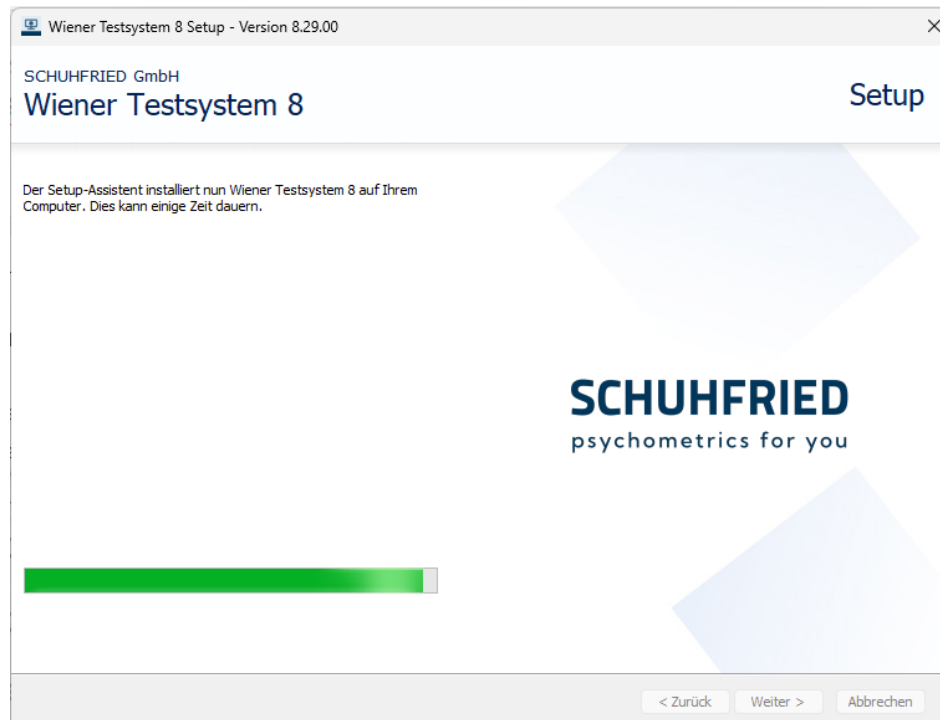 Wiener Testsystem 8 Setup - Version 8.29.00
SCHUHFRIED GmbH
Wiener Testsystem 8
Setup
Der Setup-Assistent installiert nun Wiener Testsystem 8 auf Ihrem
Computer. Dies kann einige Zeit dauern.
SCHUHFRIED
psychometrics for you
< Zurück
Weiter >
Abbrechen